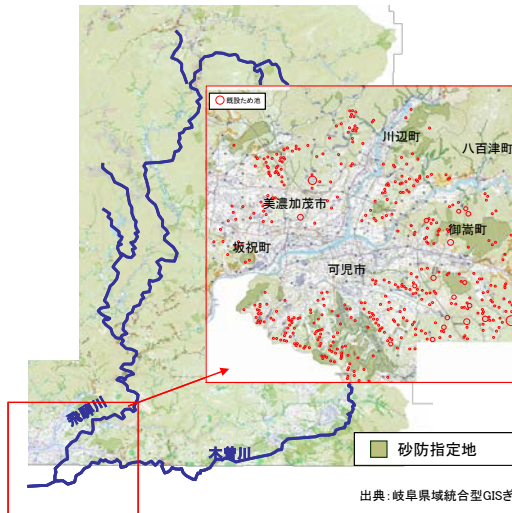 既設ため池
川辺町
八百津町
美濃加茂市
御嵩町
坂祝町
可児市
飛騨川
木曽川
砂防指定地
出典:岐阜県域統合型GISぎ